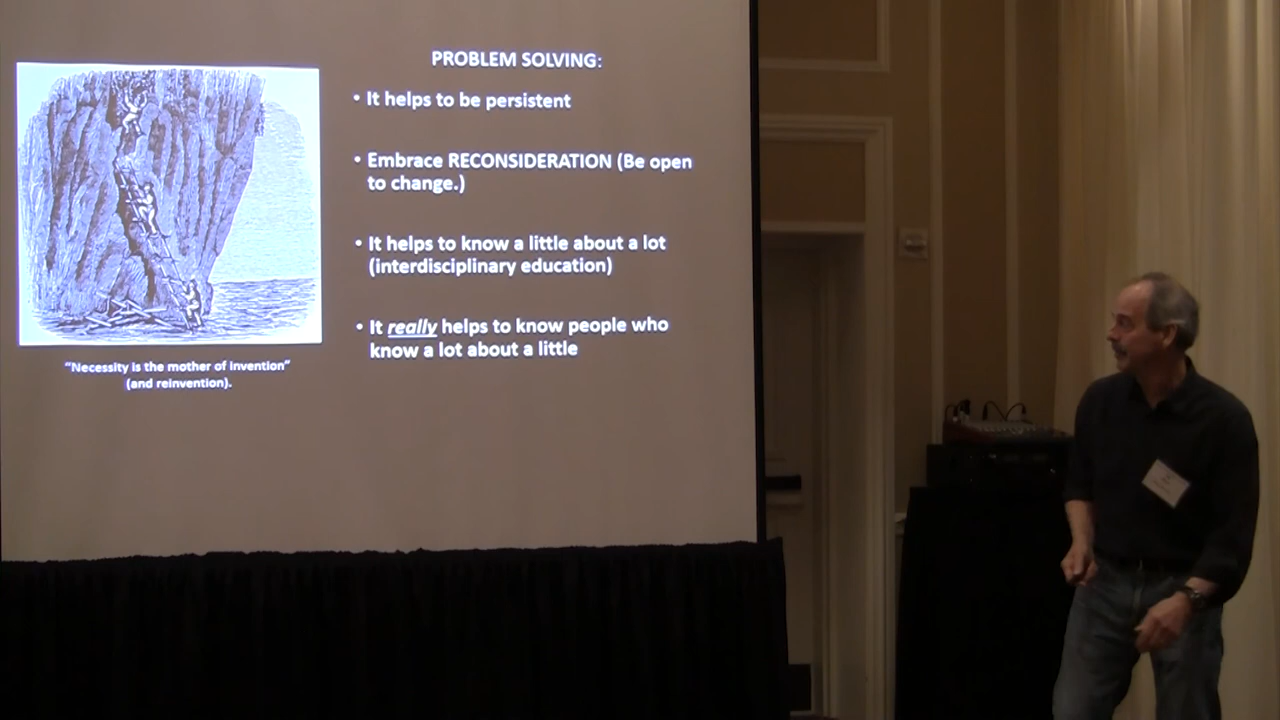 PROBLEM SOLVING:
• It helps to be persistent
• Embrace RECONSIDERATION (Be open
to change.)
• It helps to know a little about a lot
(interdisciplinary education)
• It really helps to know people who
know a lot about a little
"Necessity is the mother of invention"
(and reinvention).